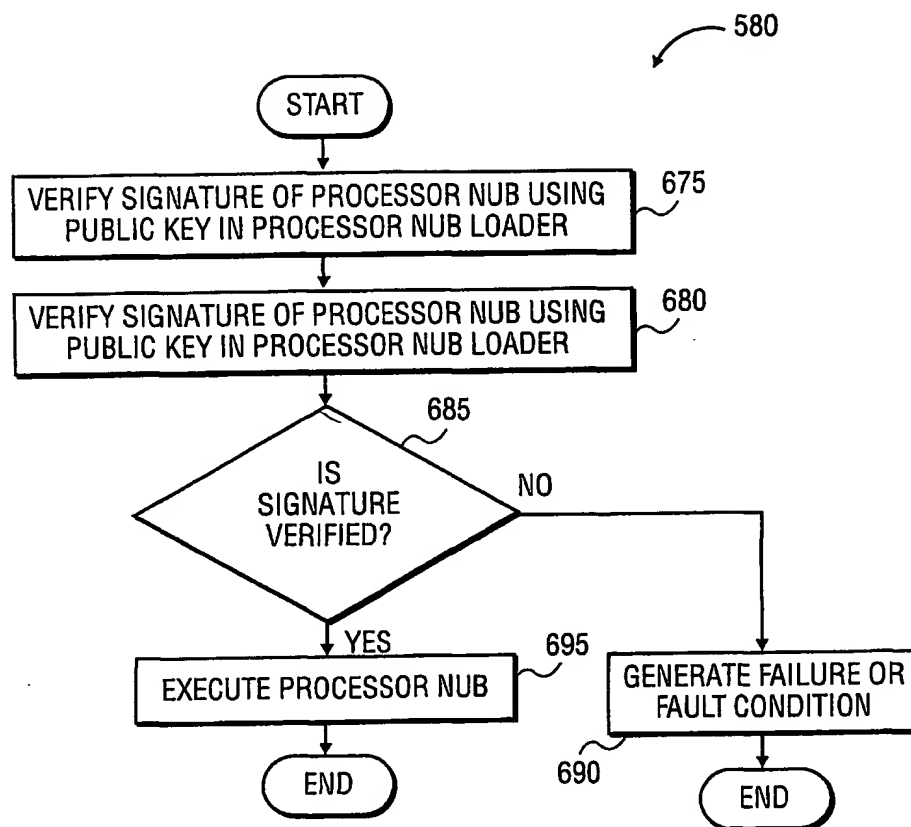 580
START
VERIFY SIGNATURE OF PROCESSOR NUB USING
PUBLIC KEY IN PROCESSOR NUB LOADER
675
VERIFY SIGNATURE OF PROCESSOR NUB USING
PUBLIC KEY IN PROCESSOR NUB LOADER
680
685
IS
SIGNATURE
VERIFIED?
NO
YES
695
EXECUTE PROCESSOR NUB
END
GENERATE FAILURE OR
FAULT CONDITION
690
END